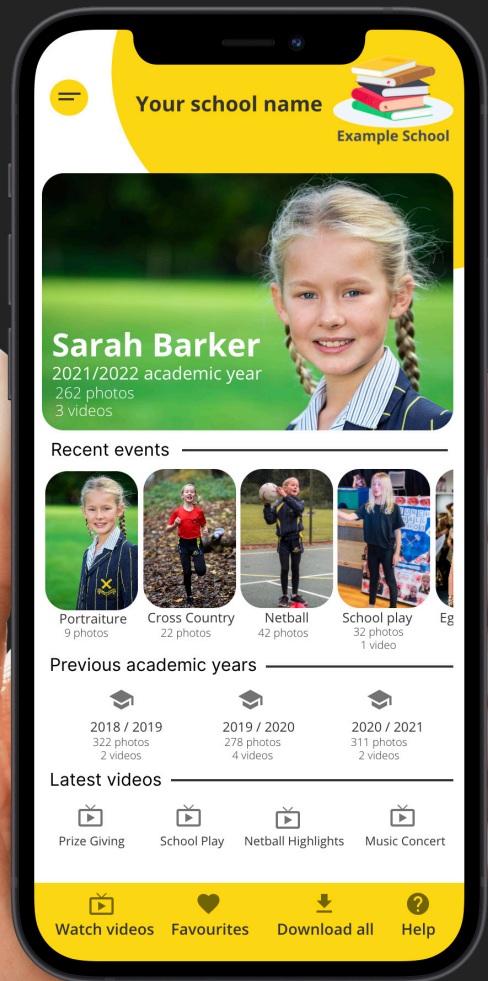 Your school name
Example School
Sarah Barker
2021/2022 academic year
262 photos
3 videos
Recent events
Portraiture
9 photos
Cross Country
22 photos
Netball
42 photos
School play
32 photos
1 video
Eg
Previous academic years
2018 / 2019
322 photos
2 videos
2019 / 2020
278 photos
4 videos
2020 / 2021
311 photos
2 videos
Latest videos
Prize Giving
School Play
Netball Highlights
Music Concert
Watch videos
Favourites
Download all
Help